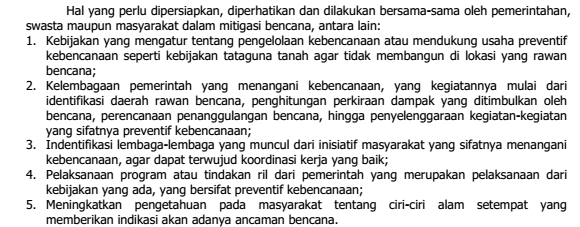 Hal yang perlu dipersiapkan, diperhatikan dan dilakukan bersama-sama oleh pemerintahan,
swasta maupun masyarakat dalam mitigasi bencana, antara lain:
1. Kebijakan yang mengatur tentang pengelolaan kebencanaan atau mendukung usaha preventif
kebencanaan seperti kebijakan tataguna tanah agar tidak membangun di lokasi yang rawan
bencana;
2. Kelembagaan pemerintah yang menangani kebencanaan, yang kegiatannya mulai dari
identifikasi daerah rawan bencana, penghitungan perkiraan dampak yang ditimbulkan oleh
bencana, perencanaan penanggulangan bencana, hingga penyelenggaraan kegiatan-kegiatan
yang sifatnya preventif kebencanaan;
3. Indentifikasi lembaga-lembaga yang muncul dari inisiatif masyarakat yang sifatnya menangani
kebencanaan, agar dapat terwujud koordinasi kerja yang baik;
4. Pelaksanaan program atau tindakan ril dari pemerintah yang merupakan pelaksanaan dari
kebijakan yang ada, yang bersifat preventif kebencanaan;
5. Meningkatkan pengetahuan pada masyarakat tentang ciri-ciri alam setempat yang
memberikan indikasi akan adanya ancaman bencana.